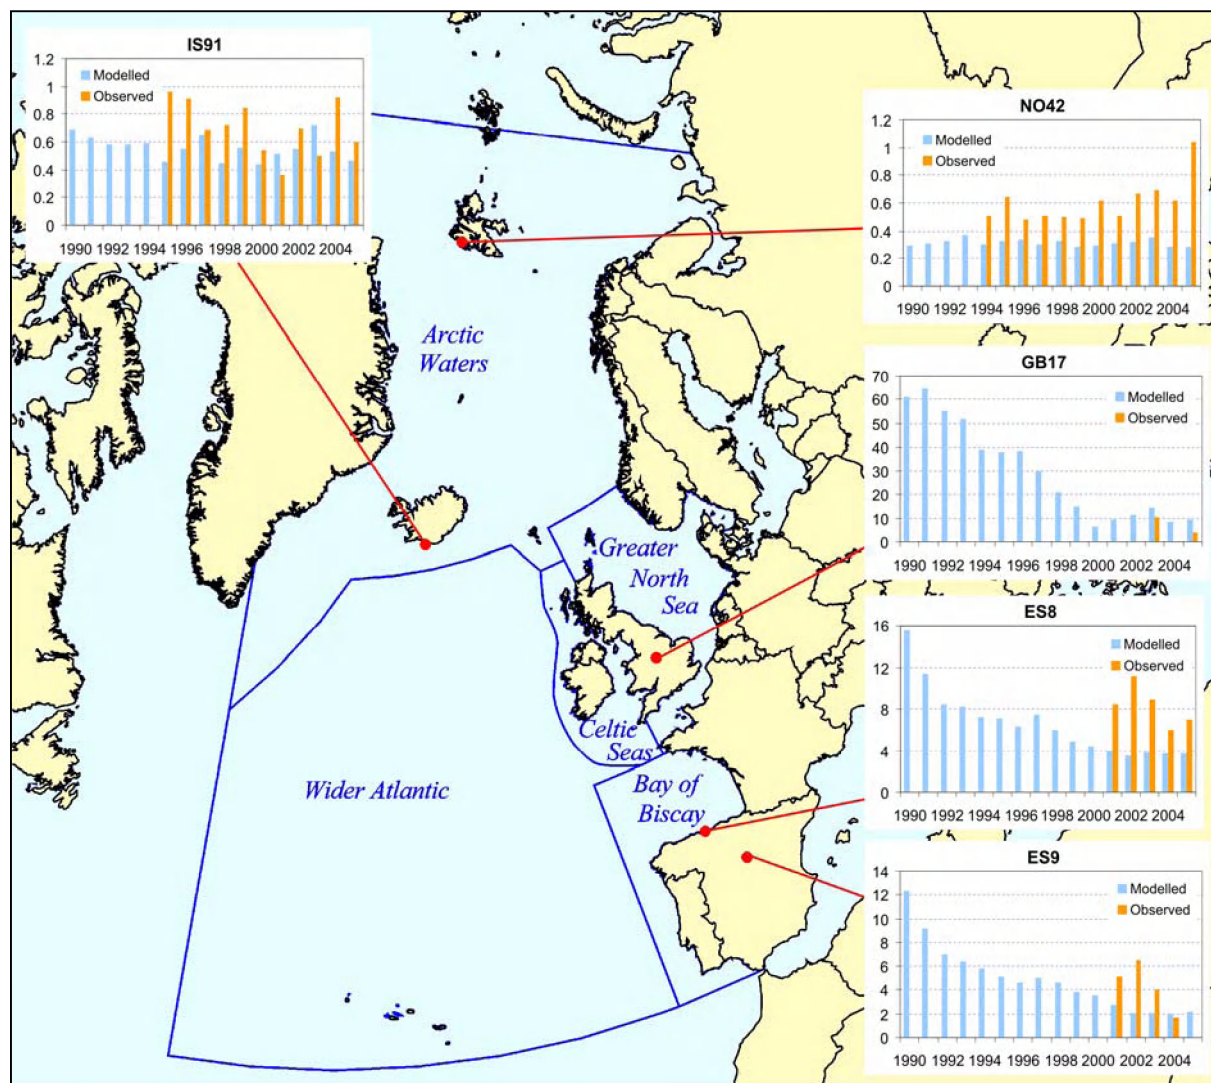 IS91
1.2
1
0.8
0.6
0.4
0.2
0
Modelled
Observed
1990 1992 1994 1996 1998 2000 2002 2004
NO42
1.2
1
0.8
0.6
0.4
0.2
0
Modelled
Observed
1990 1992 1994 1996 1998 2000 2002 2004
Arctic
Waters
GB17
70
60
50
40
30
20
10
0
Modelled
Observed
1990 1992 1994 1996 1998 2000 2002 2004
Greater
North
Sea
ES8
16
12
8
4
0
Modelled
Observed
1990 1992 1994 1996 1998 2000 2002 2004
Celtic
Seas
Wider Atlantic
Bay of
Biscay
ES9
14
12
10
8
6
4
2
0
Modelled
Observed
1990 1992 1994 1996 1998 2000 2002 2004